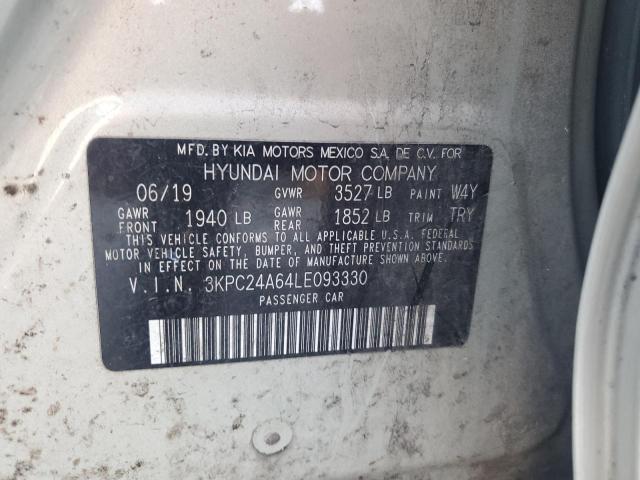 MFD. BY KIA MOTORS MEXICO S.A. DE C.V. FOR
HYUNDAI MOTOR COMPANY
06/19 GVWR 3527 LB PAINT W4Y
GAWR FRONT 1940 LB GAWR REAR 1852 LB TRIM TRY
THIS VEHICLE CONFORMS TO ALL APPLICABLE U.S.A. FEDERAL
MOTOR VEHICLE SAFETY, BUMPER, AND THEFT PREVENTION STANDARDS
IN EFFECT ON THE DATE OF MANUFACTURE SHOWN ABOVE.
V.I.N. 3KPC24A64LE093330
PASSENGER CAR